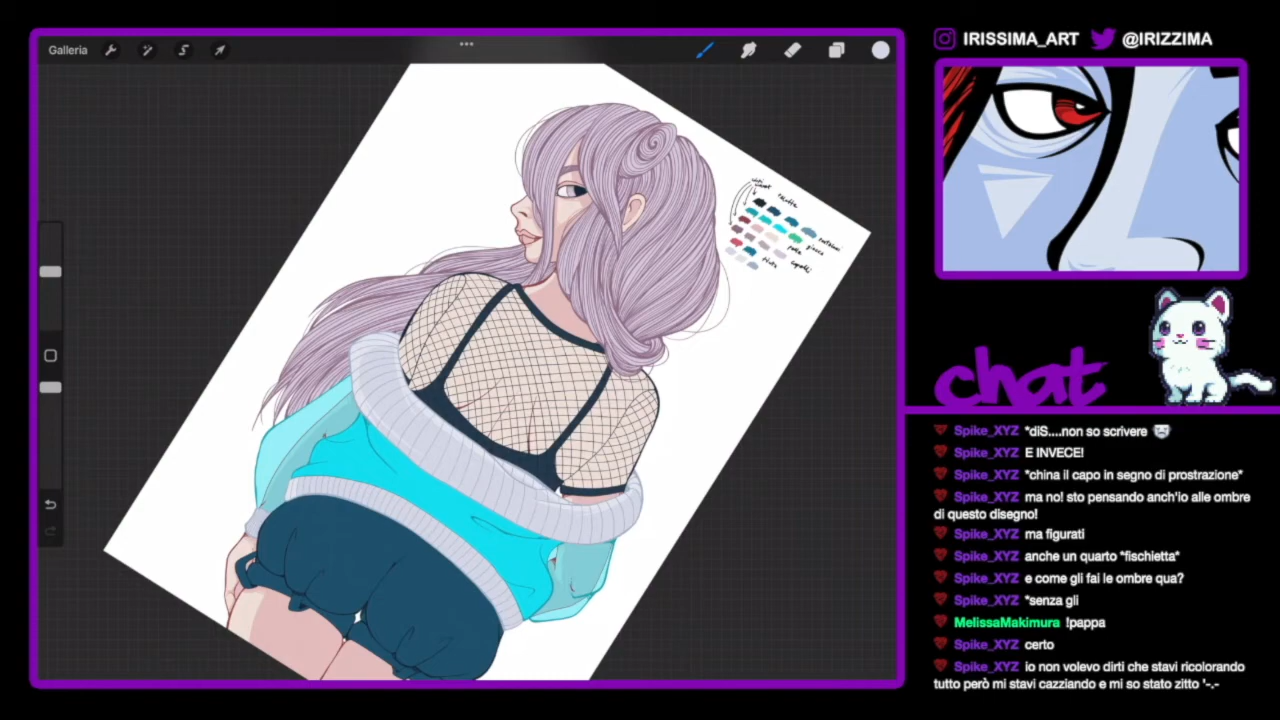 Galleria
IRISSIMA_ART @IRIZZIMA
chat
Spike_XYZ *diS....non so scrivere
Spike_XYZ E INVECE!
Spike_XYZ *china il capo in segno di prostrazione*
Spike_XYZ ma no! sto pensando anch'io alle ombre
di questo disegno!
Spike_XYZ ma figurati
Spike_XYZ anche un quarto *fischietta*
Spike_XYZ e come gli fai le ombre qua?
Spike_XYZ *senza gli
MelissaMakimura !pappa
Spike_XYZ certo
Spike_XYZ io non volevo dirti che stavi ricolorando
tutto però mi stavi cazziando e mi so stato zitto '-.-